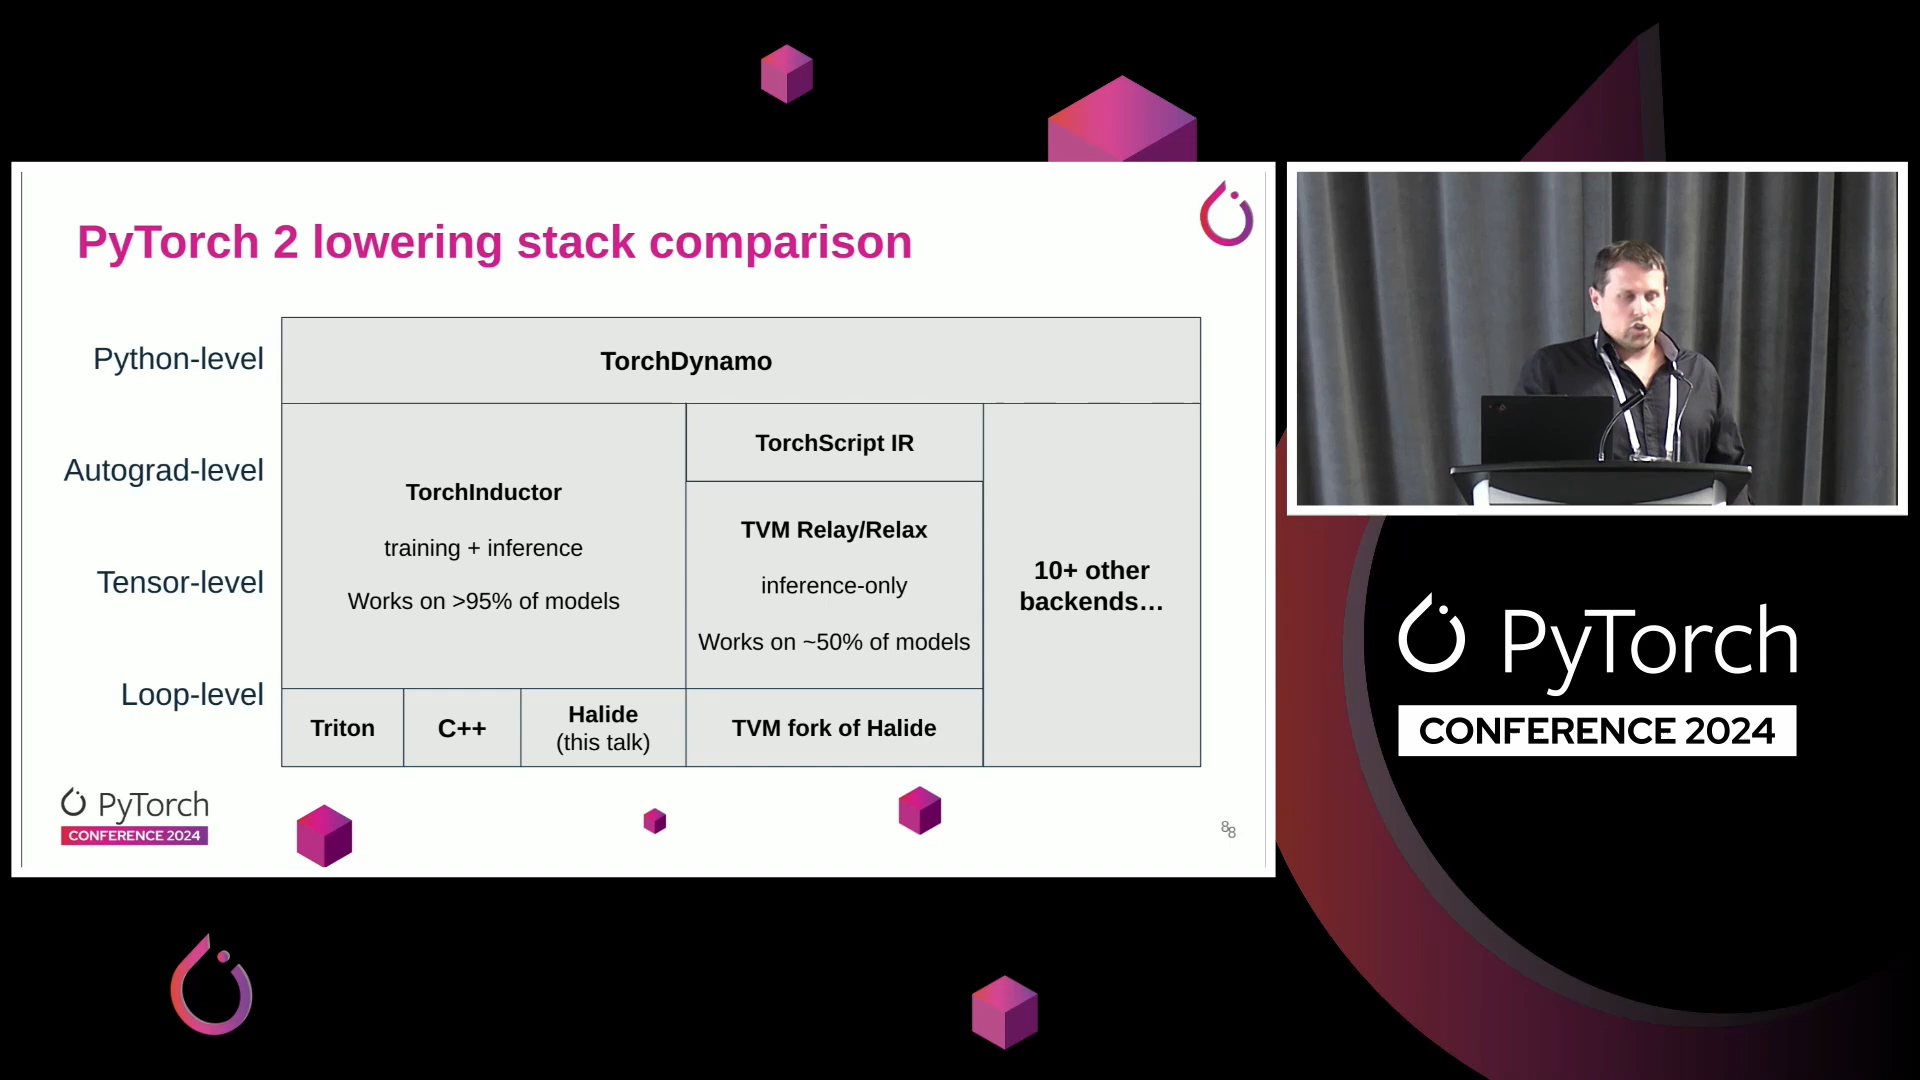 PyTorch 2 lowering stack comparison
Python-level
TorchDynamo
Autograd-level
Tensor-level
Loop-level
TorchInductor
training + inference
Works on >95% of models
TorchScript IR
TVM Relay/Relax
inference-only
Works on ~50% of models
10+ other
backends…
Triton
C++
Halide
(this talk)
TVM fork of Halide
PyTorch
CONFERENCE 2024
88
PyTorch
CONFERENCE 2024